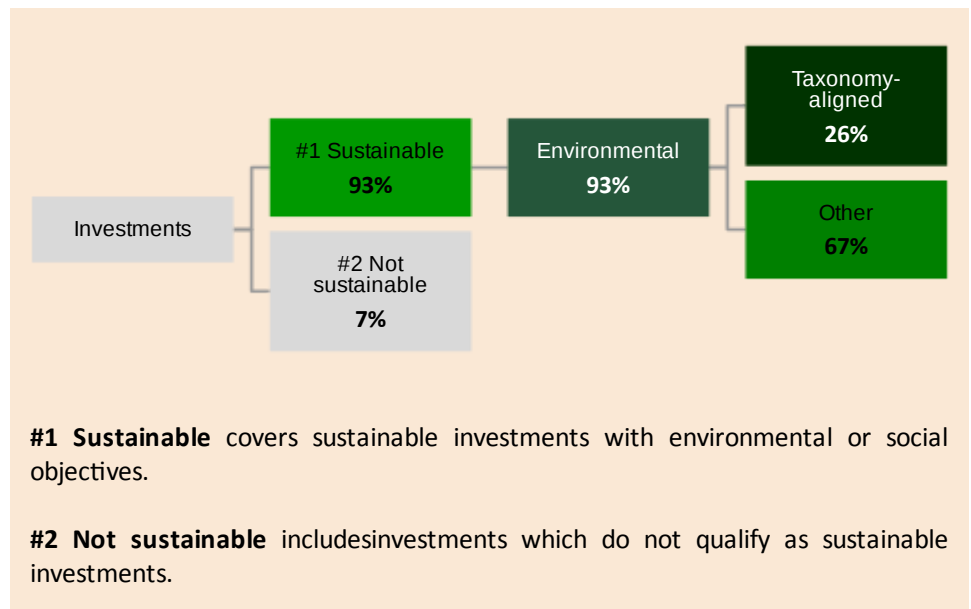 Taxonomy-
aligned
26%
#1 Sustainable
93%
Environmental
93%
Other
67%
Investments
#2 Not
sustainable
7%
#1 Sustainable covers sustainable investments with environmental or social
objectives.
#2 Not sustainable includesinvestments which do not qualify as sustainable
investments.